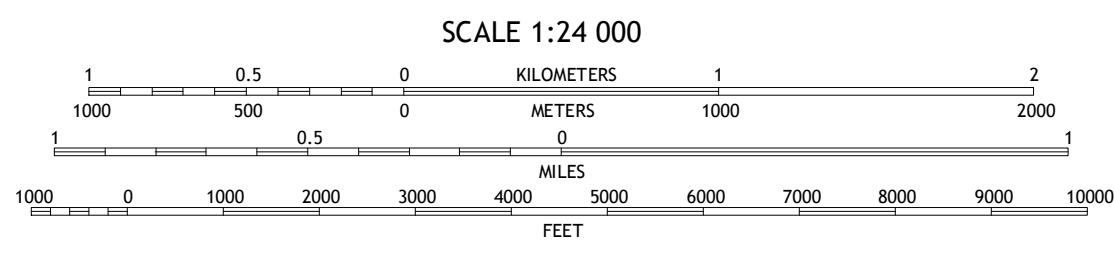 SCALE 1:24 000
1 0.5 0 KILOMETERS 1 2
1000 500 0 METERS 1000 2000
1 0.5 0 1
MILES
1000 0 1000 2000 3000 4000 5000 6000 7000 8000 9000 10000
FEET